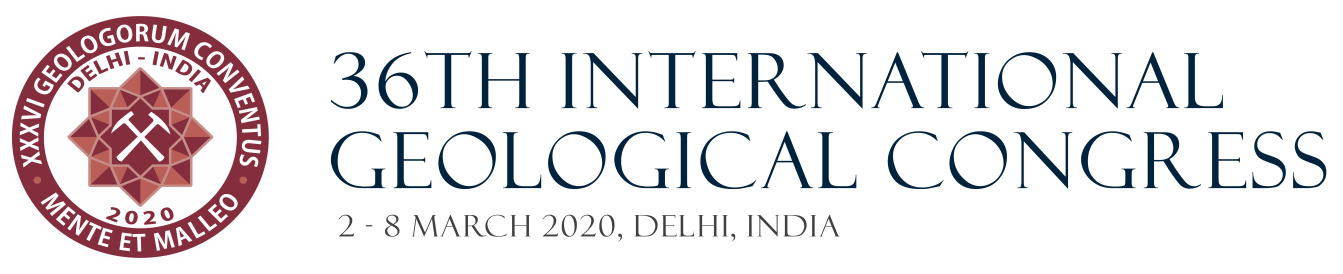 XXXVI GEOLOGORUM CONVENTUS
DELHI - INDIA
2020
MENTE ET MALLEO
36TH INTERNATIONAL
GEOLOGICAL CONGRESS
2 - 8 MARCH 2020, DELHI, INDIA